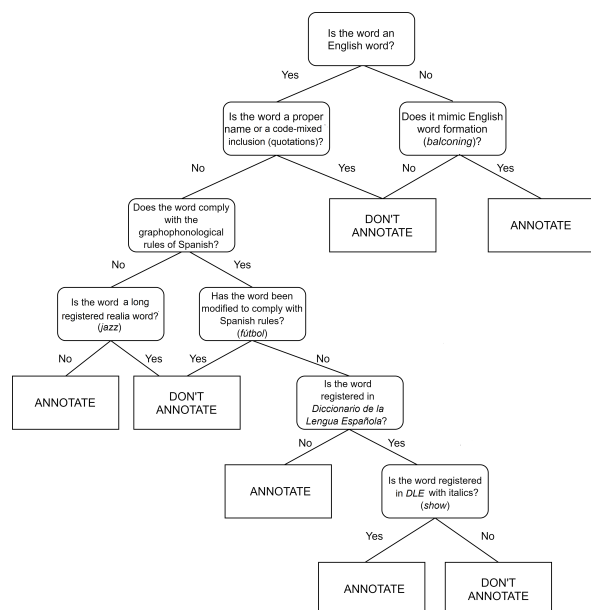 Is the word an
English word?
Yes
No
Is the word a proper
name or a code-mixed
inclusion (quotations)?
Does it mimic English
word formation
(balconing)?
No
Yes
No
Yes
Does the word comply
with the
graphophonological
rules of Spanish?
DON'T
ANNOTATE
ANNOTATE
No
Yes
Is the word a long
registered realia word?
(jazz)
Has the word been
modified to comply with
Spanish rules?
(fútbol)
No
Yes
Yes
No
ANNOTATE
DON'T
ANNOTATE
Is the word
registered in
Diccionario de la
Lengua Española?
No
Yes
ANNOTATE
Is the word registered
in DLE with italics?
(show)
Yes
No
ANNOTATE
DON'T
ANNOTATE